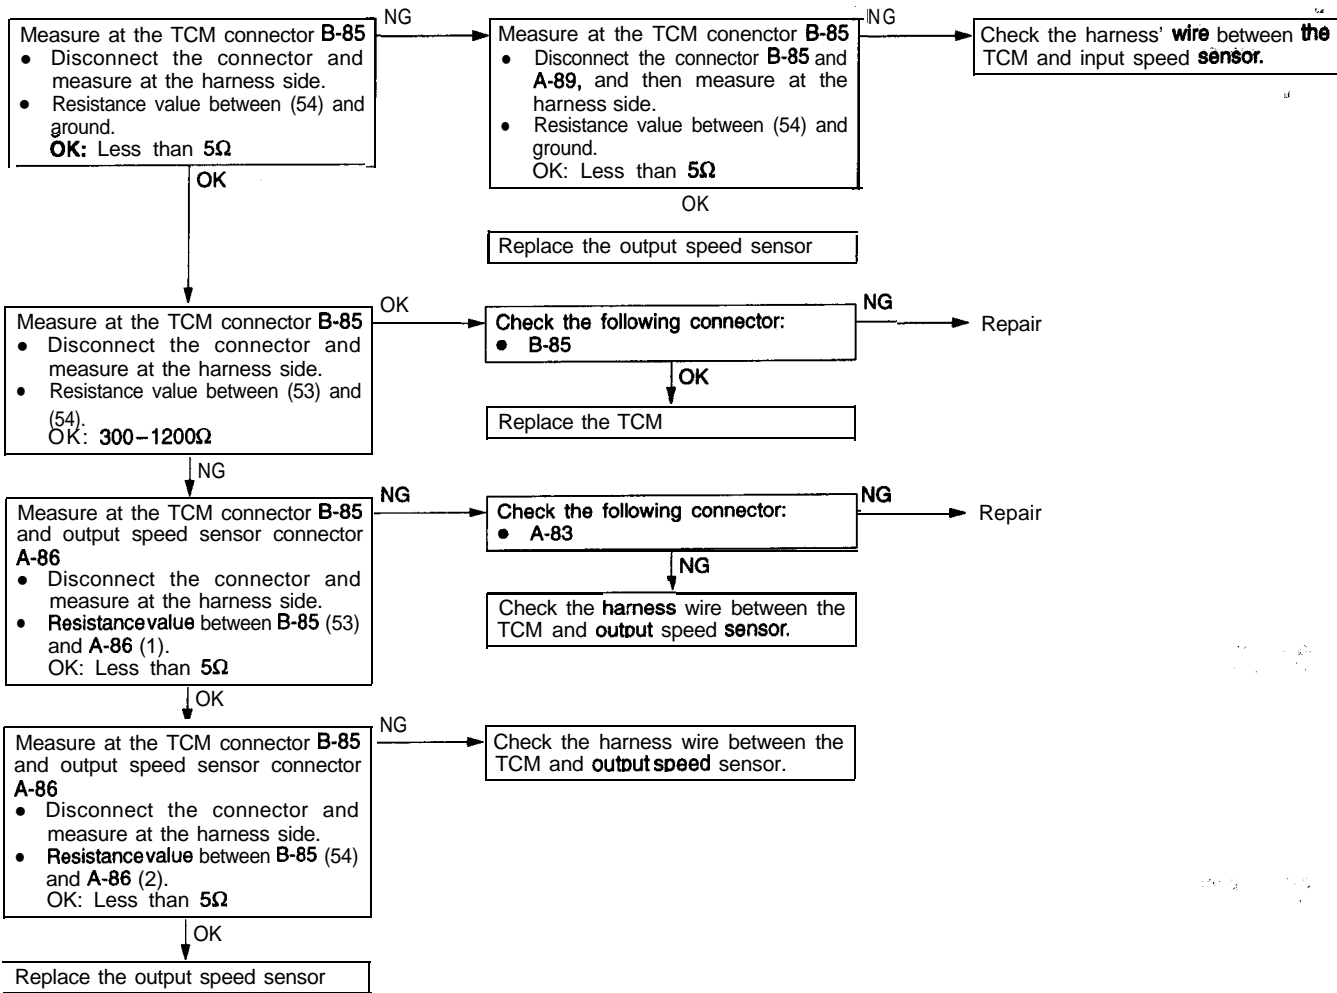 NG
NG
Measure at the TCM connector B-85
● Disconnect the connector and
measure at the harness side.
● Resistance value between (54) and
ground.
OK: Less than 5Ω
Measure at the TCM conenctor B-85
● Disconnect the connector B-85 and
A-89, and then measure at the
harness side.
● Resistance value between (54) and
ground.
OK: Less than 5Ω
Check the harness' wire between the
TCM and input speed sensor.
OK
OK
Replace the output speed sensor
Measure at the TCM connector B-85
● Disconnect the connector and
measure at the harness side.
● Resistance value between (53) and
(54).
OK: 300–1200Ω
OK
Check the following connector:
● B-85
NG
Repair
OK
Replace the TCM
NG
Measure at the TCM connector B-85
and output speed sensor connector
A-86
● Disconnect the connector and
measure at the harness side.
● Resistance value between B-85 (53)
and A-86 (1).
OK: Less than 5Ω
NG
Check the following connector:
● A-83
NG
Repair
NG
Check the harness wire between the
TCM and output speed sensor.
OK
Measure at the TCM connector B-85
and output speed sensor connector
A-86
● Disconnect the connector and
measure at the harness side.
● Resistance value between B-85 (54)
and A-86 (2).
OK: Less than 5Ω
NG
Check the harness wire between the
TCM and output speed sensor.
OK
Replace the output speed sensor